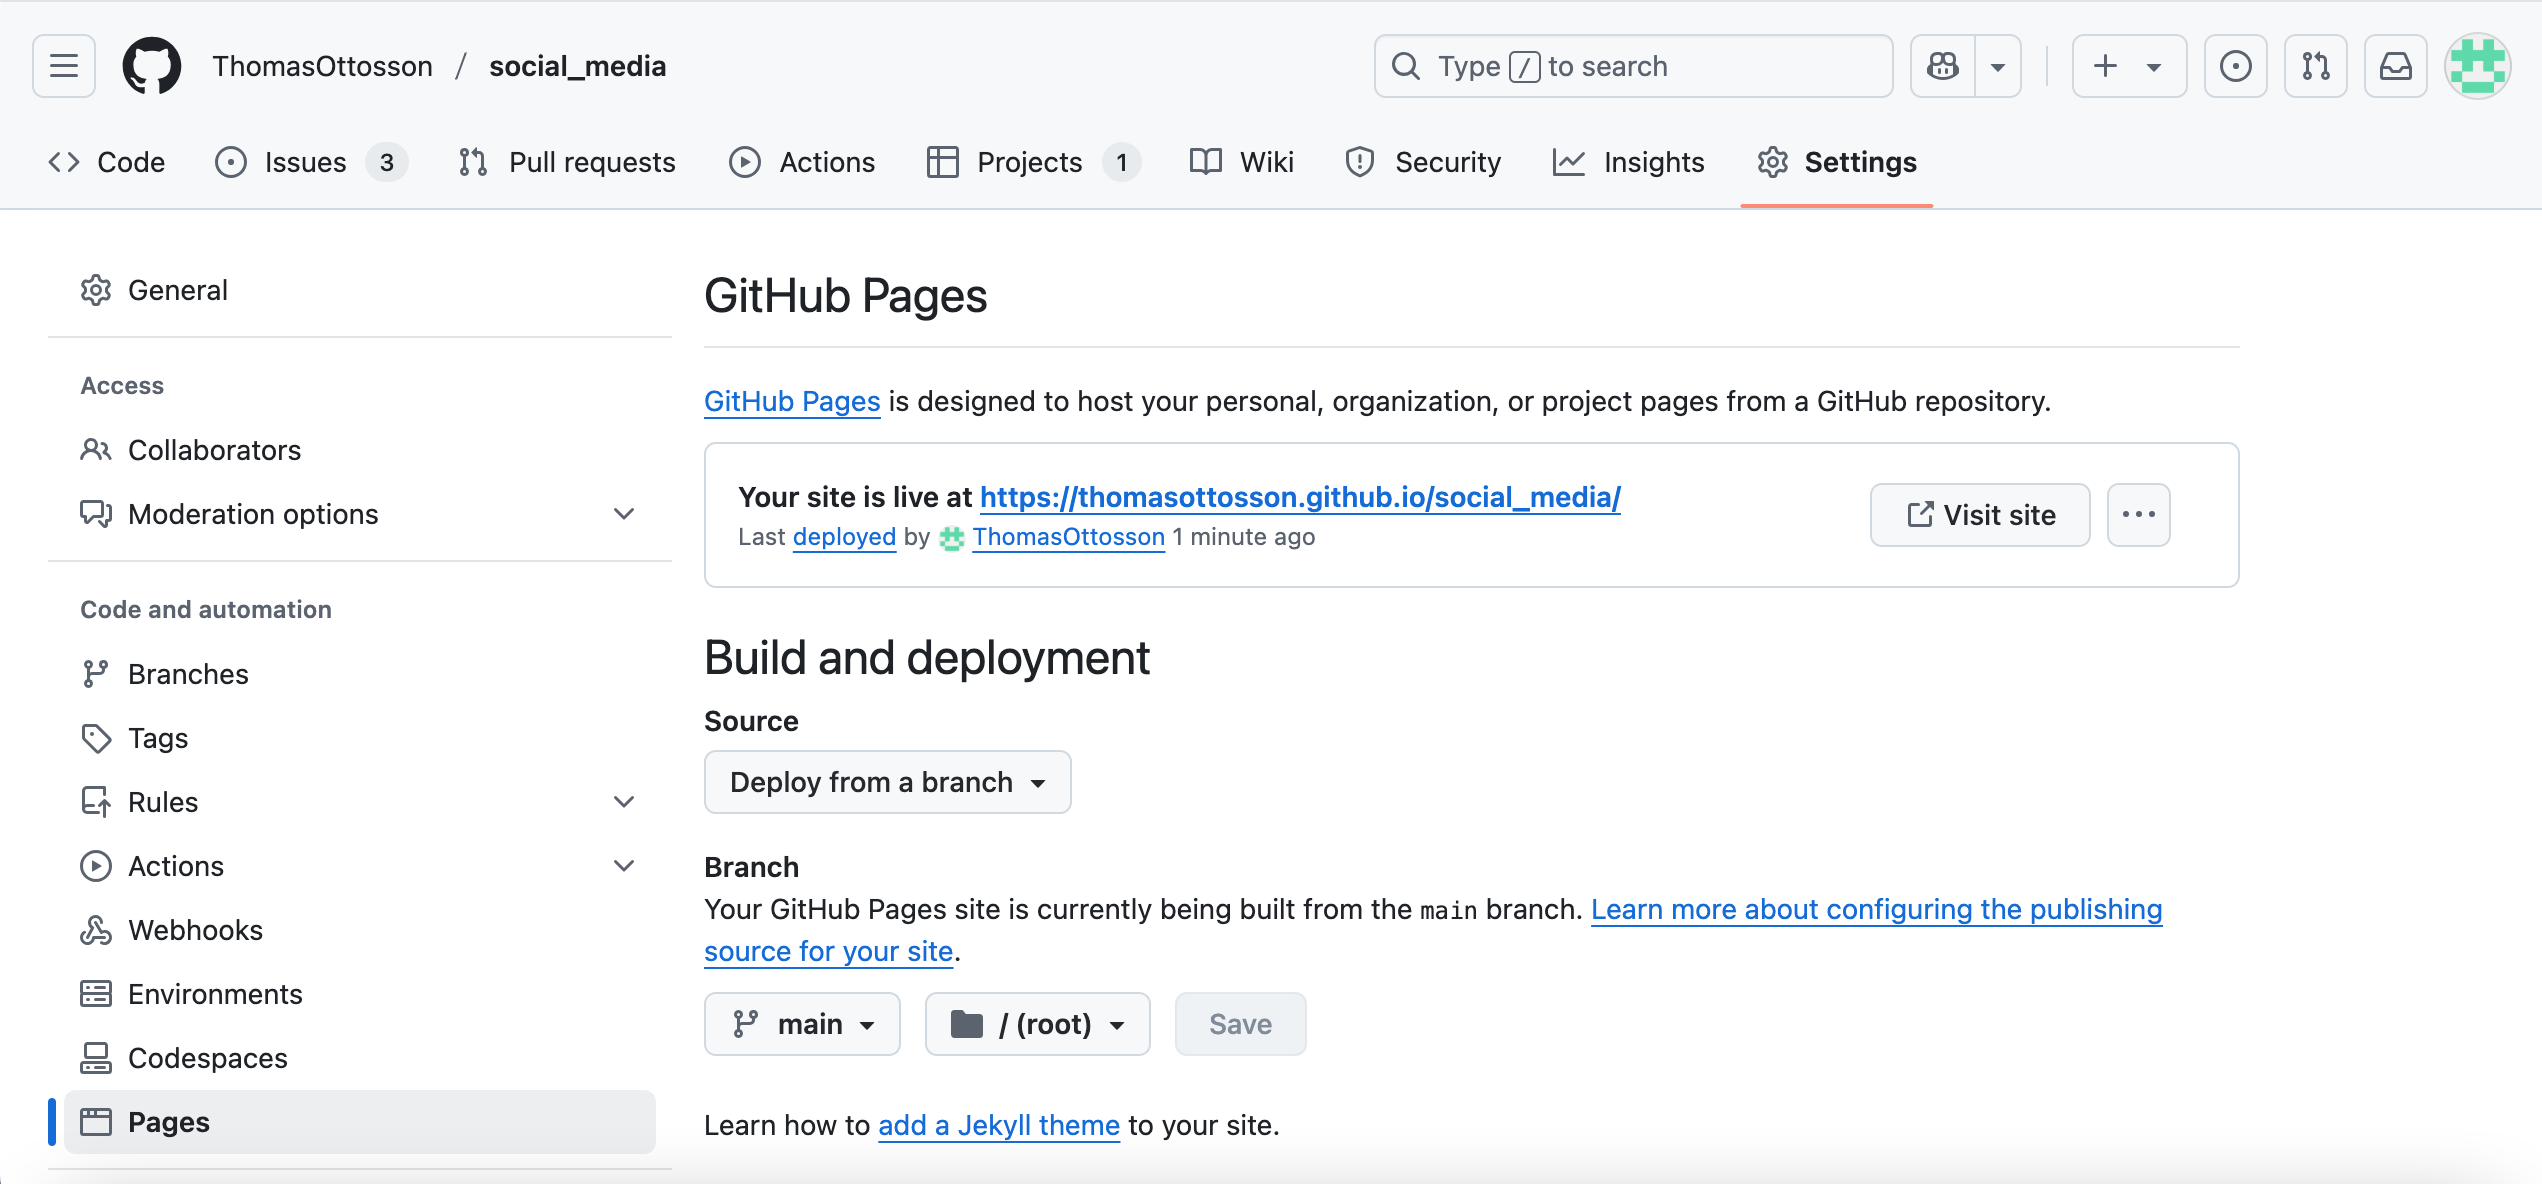 ThomasOttosson / social_media
Type / to search
Code
Issues 3
Pull requests
Actions
Projects 1
Wiki
Security
Insights
Settings
General
Access
Collaborators
Moderation options
Code and automation
Branches
Tags
Rules
Actions
Webhooks
Environments
Codespaces
Pages
GitHub Pages
GitHub Pages is designed to host your personal, organization, or project pages from a GitHub repository.
Your site is live at https://thomasottosson.github.io/social_media/
Last deployed by ThomasOttosson 1 minute ago
Visit site
Build and deployment
Source
Deploy from a branch
Branch
Your GitHub Pages site is currently being built from the main branch. Learn more about configuring the publishing
source for your site.
main
/ (root)
Save
Learn how to add a Jekyll theme to your site.